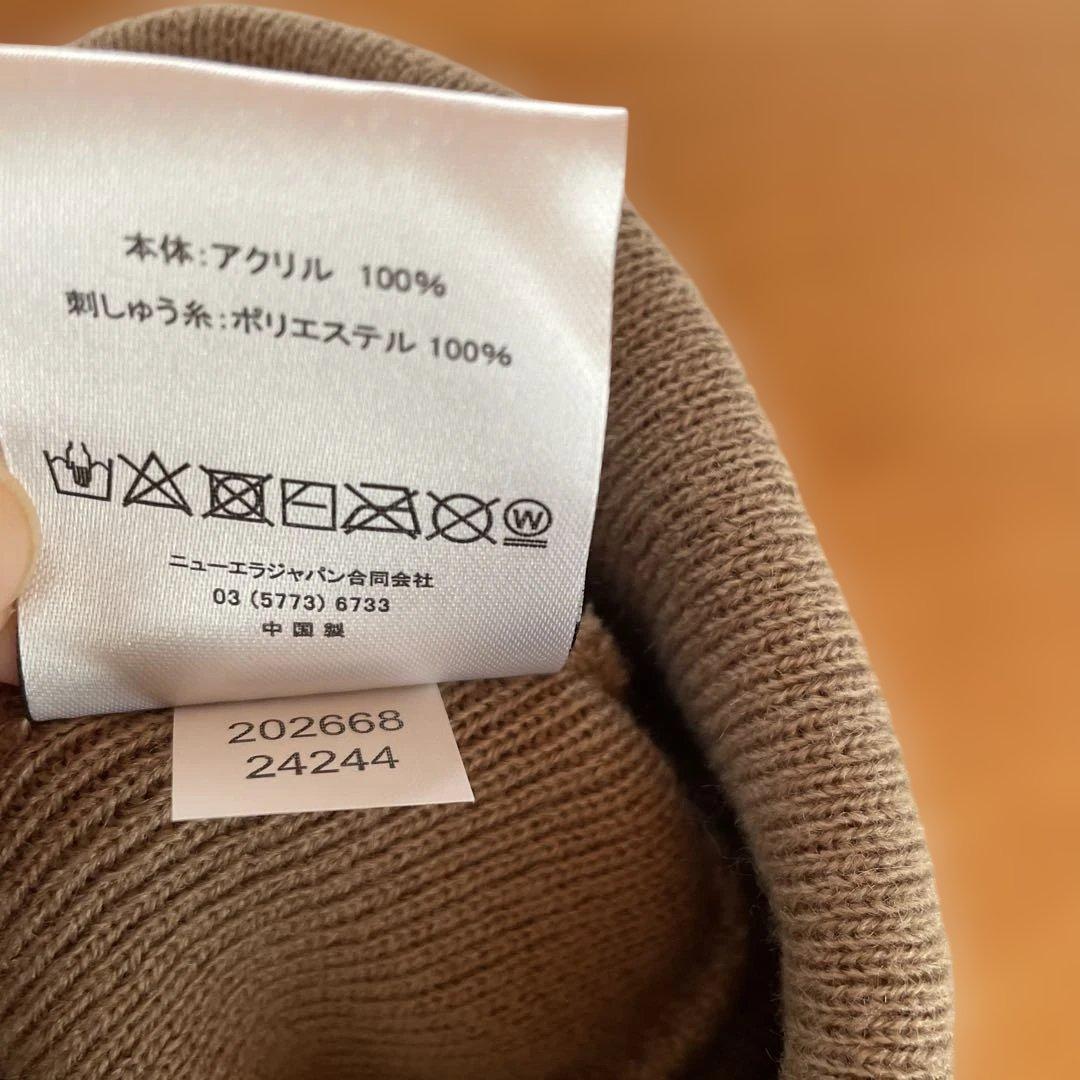 本体:アクリル 100%
刺しゅう糸:ポリエステル 100%
W
ニューエラジャパン合同会社
03 (5773) 6733
中国製
202668
24244